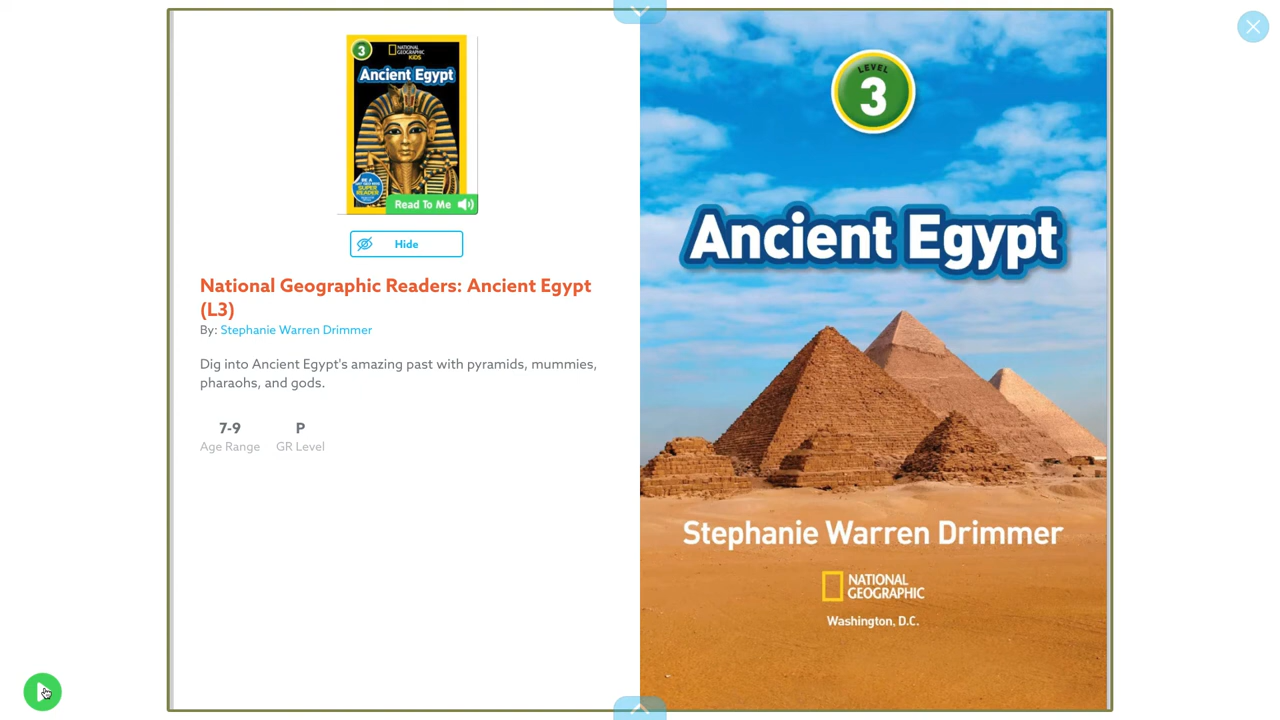 3
NATIONAL
GEOGRAPHIC
KiDS
Ancient Egypt
SUPER
READER
Read To Me
Hide
National Geographic Readers: Ancient Egypt
(L3)
By: Stephanie Warren Drimmer
Dig into Ancient Egypt's amazing past with pyramids, mummies,
pharaohs, and gods.
7-9 P
Age Range GR Level
LEVEL
3
Ancient Egypt
Stephanie Warren Drimmer
NATIONAL
GEOGRAPHIC
Washington, D.C.